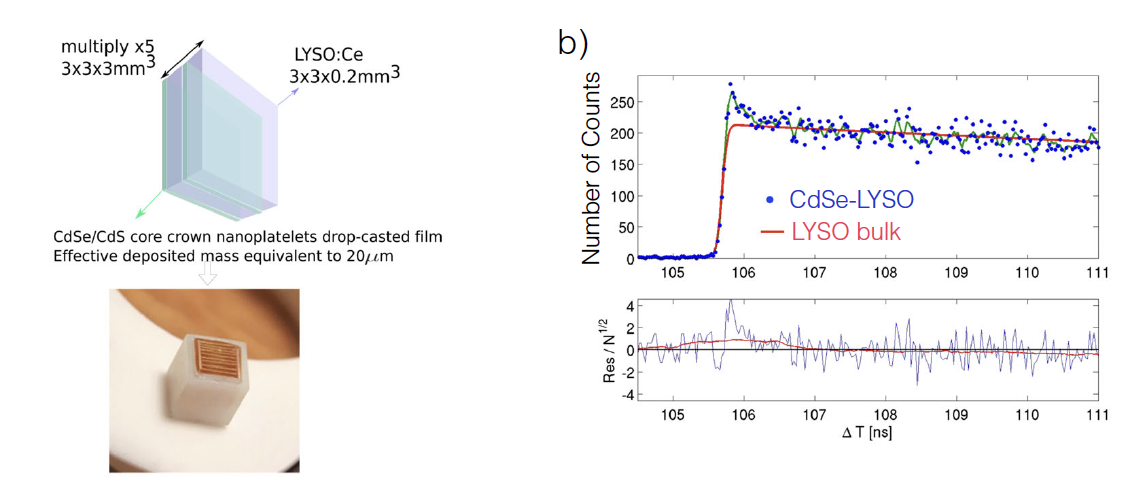 multiply x5
3x3x3mm³
LYSO:Ce
3x3x0.2mm³
CdSe/CdS core crown nanoplatelets drop-casted film
Effective deposited mass equivalent to 20μm
b)
Number of Counts
250
200
150
100
50
0
CdSe-LYSO
LYSO bulk
105 106 107 108 109 110 111
Res / N^1/2
4
2
0
-2
-4
105 106 107 108 109 110 111
Δ T [ns]